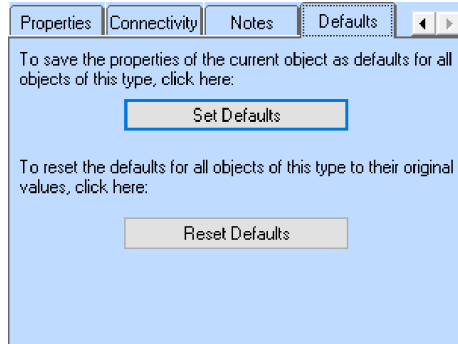 Properties Connectivity Notes Defaults
To save the properties of the current object as defaults for all
objects of this type, click here:
Set Defaults
To reset the defaults for all objects of this type to their original
values, click here:
Reset Defaults